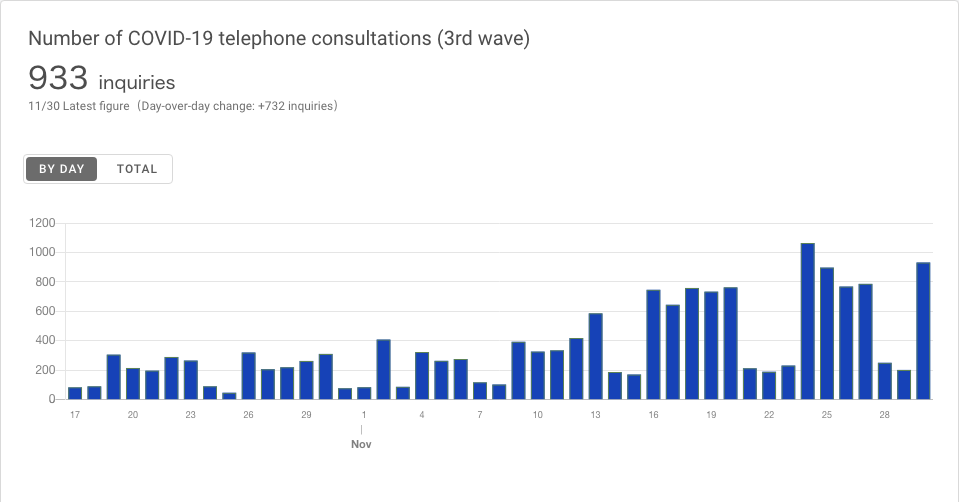 Number of COVID-19 telephone consultations (3rd wave)
933 inquiries
11/30 Latest figure（Day-over-day change: +732 inquiries）
BY DAY TOTAL
1200
1000
800
600
400
200
0
17 20 23 26 29 1 4 7 10 13 16 19 22 25 28
Nov